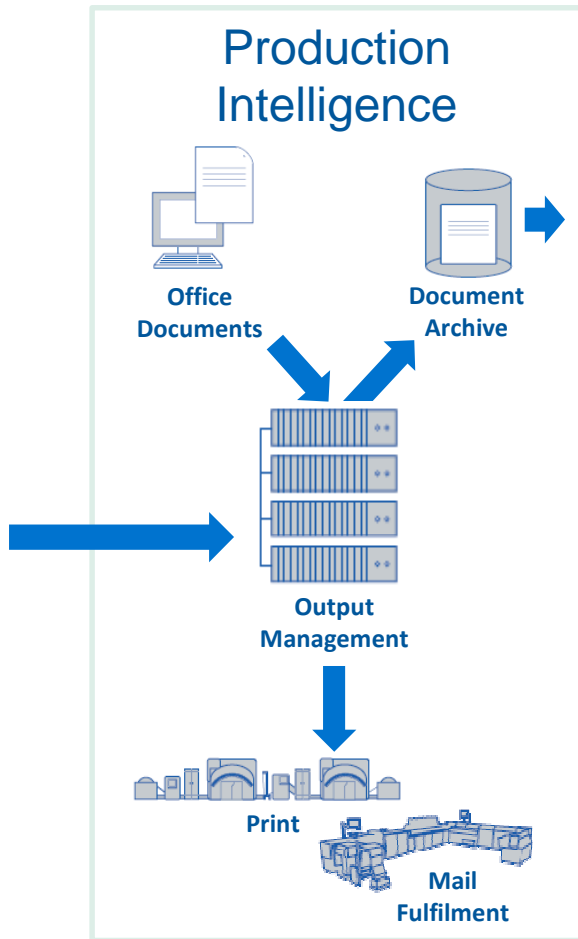 Production
Intelligence
Office
Documents
Document
Archive
Output
Management
Print
Mail
Fulfilment